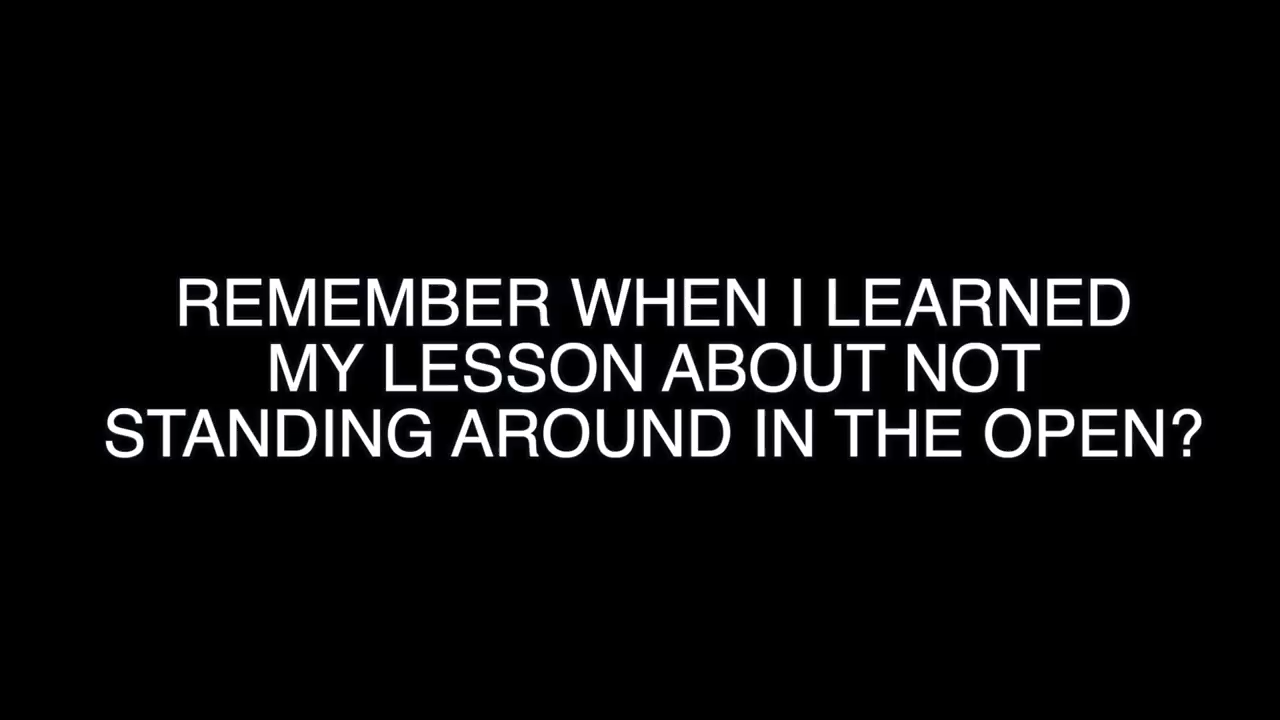 REMEMBER WHEN I LEARNED
MY LESSON ABOUT NOT
STANDING AROUND IN THE OPEN?